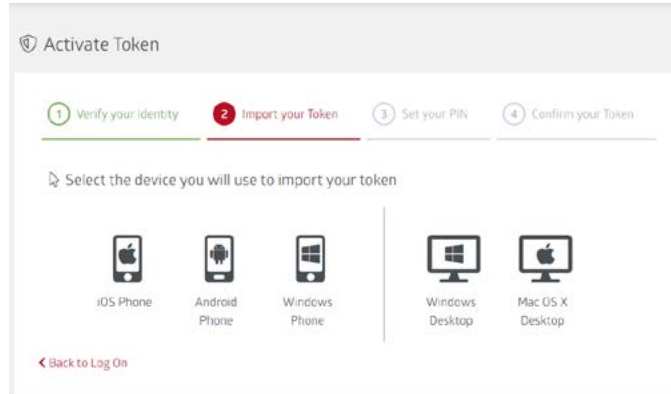 Activate Token
1 Verify your Identity 2 Import your Token 3 Set your PIN 4 Confirm your Token
Select the device you will use to import your token
iOS Phone Android Phone Windows Phone Windows Desktop Mac OS X Desktop
Back to Log On